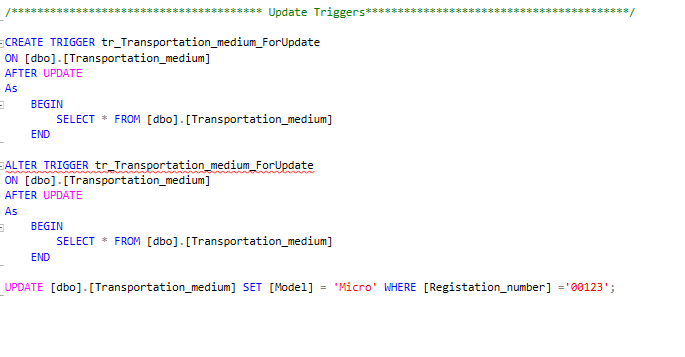 /*************************************** Update Triggers*****************************************/
CREATE TRIGGER tr_Transportation_medium_ForUpdate
ON [dbo].[Transportation_medium]
AFTER UPDATE
As
BEGIN
SELECT * FROM [dbo].[Transportation_medium]
END
ALTER TRIGGER tr_Transportation_medium_ForUpdate
ON [dbo].[Transportation_medium]
AFTER UPDATE
As
BEGIN
SELECT * FROM [dbo].[Transportation_medium]
END
UPDATE [dbo].[Transportation_medium] SET [Model] = 'Micro' WHERE [Registation_number] ='00123';